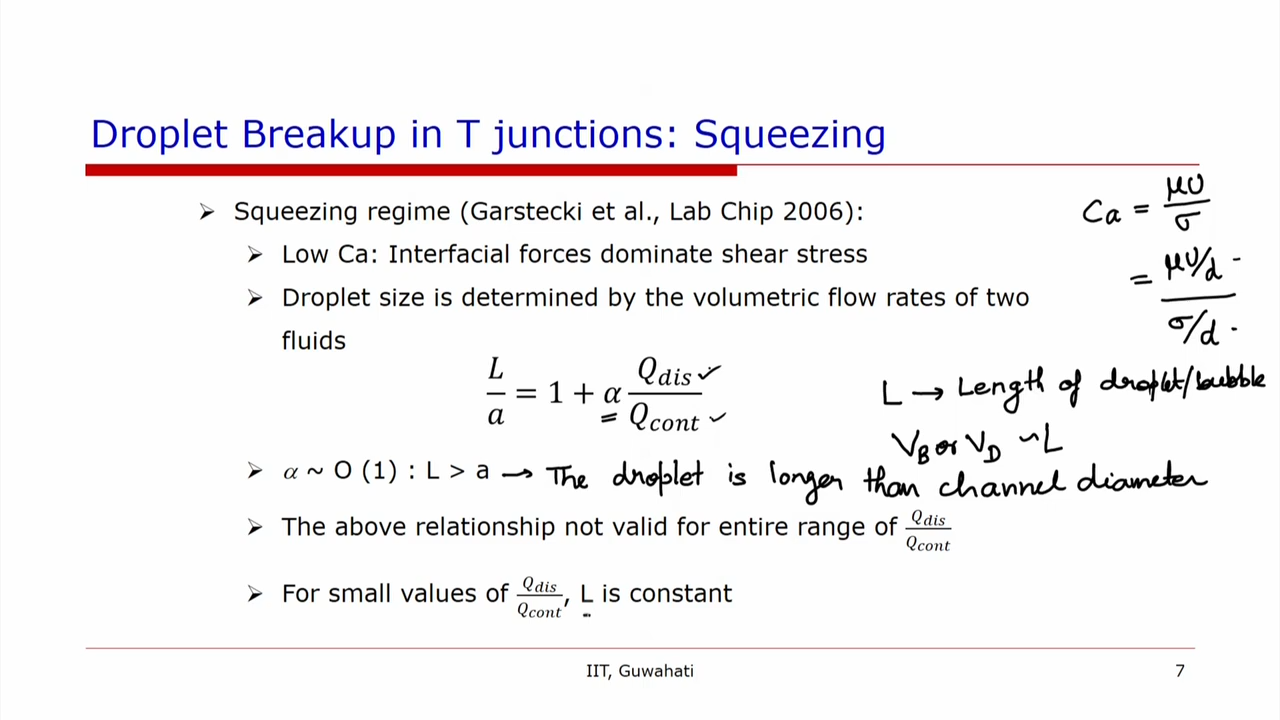 Droplet Breakup in T junctions: Squeezing
➢ Squeezing regime (Garstecki et al., Lab Chip 2006):
➢ Low Ca: Interfacial forces dominate shear stress
➢ Droplet size is determined by the volumetric flow rates of two
fluids
L/a = 1 + α Q_dis/Q_cont
➢ α ~ O (1) : L > a → The droplet is longer than channel diameter
➢ The above relationship not valid for entire range of Q_dis/Q_cont
➢ For small values of Q_dis/Q_cont, L is constant
Ca = μU/σ
= (μU/d)/(σ/d)
L → Length of droplet/bubble
V_B or V_D ~ L
IIT, Guwahati
7